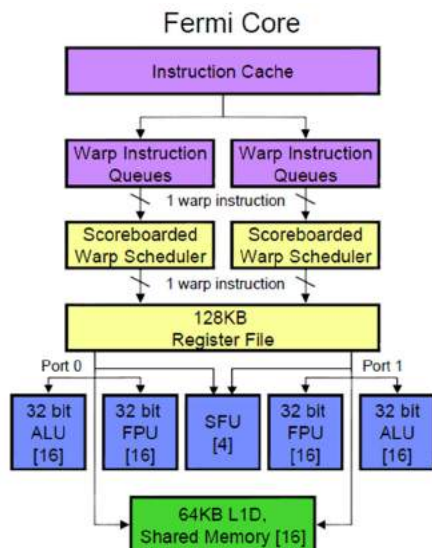 Fermi Core
Instruction Cache
Warp Instruction
Queues
Warp Instruction
Queues
1 warp instruction
Scoreboarded
Warp Scheduler
Scoreboarded
Warp Scheduler
1 warp instruction
128KB
Register File
Port 0
Port 1
32 bit
ALU
[16]
32 bit
FPU
[16]
SFU
[4]
32 bit
FPU
[16]
32 bit
ALU
[16]
64KB L1D,
Shared Memory [16]